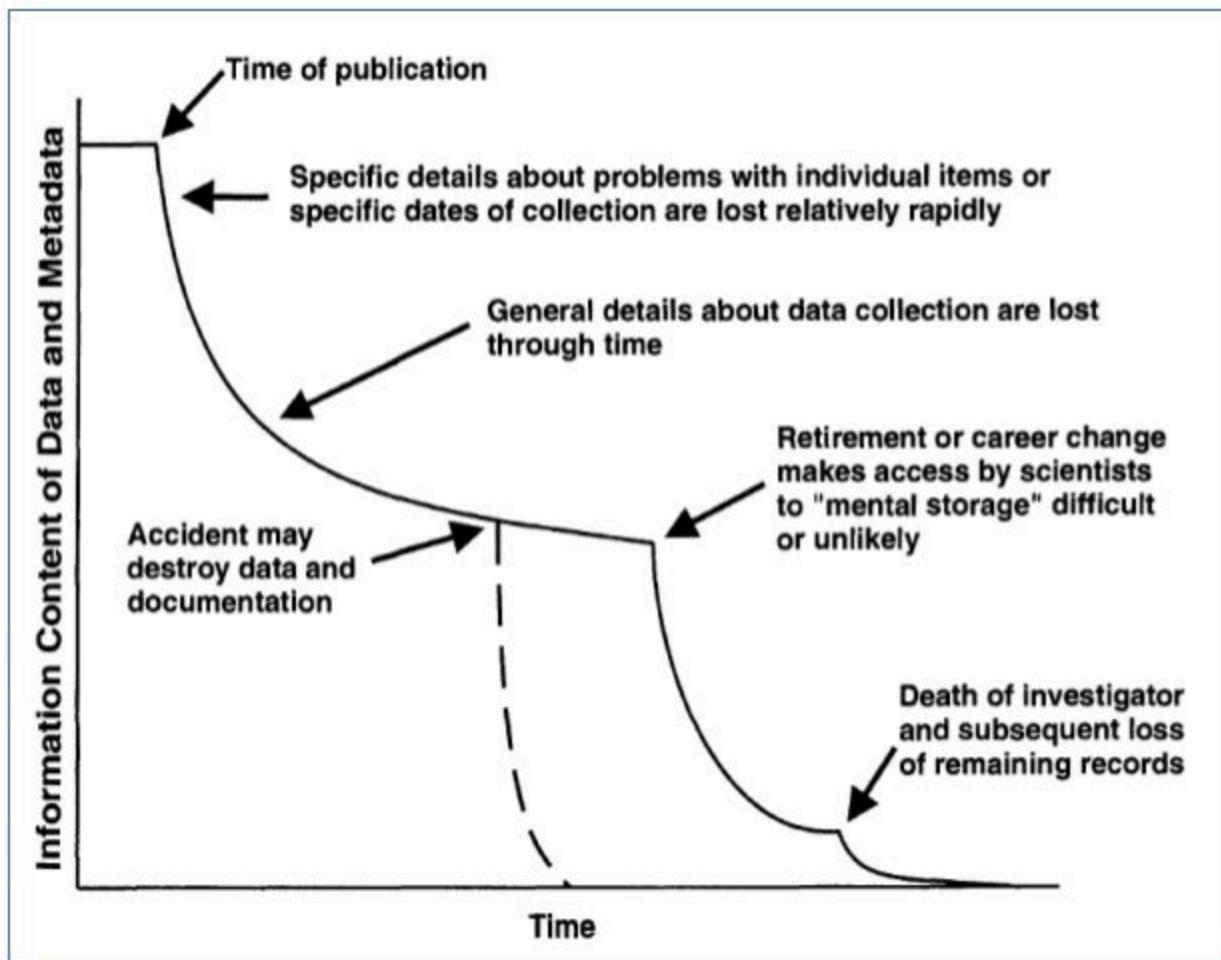 Time of publication
Specific details about problems with individual items or
specific dates of collection are lost relatively rapidly
General details about data collection are lost
through time
Retirement or career change
makes access by scientists
to "mental storage" difficult
or unlikely
Accident may
destroy data and
documentation
Death of investigator
and subsequent loss
of remaining records
Information Content of Data and Metadata
Time